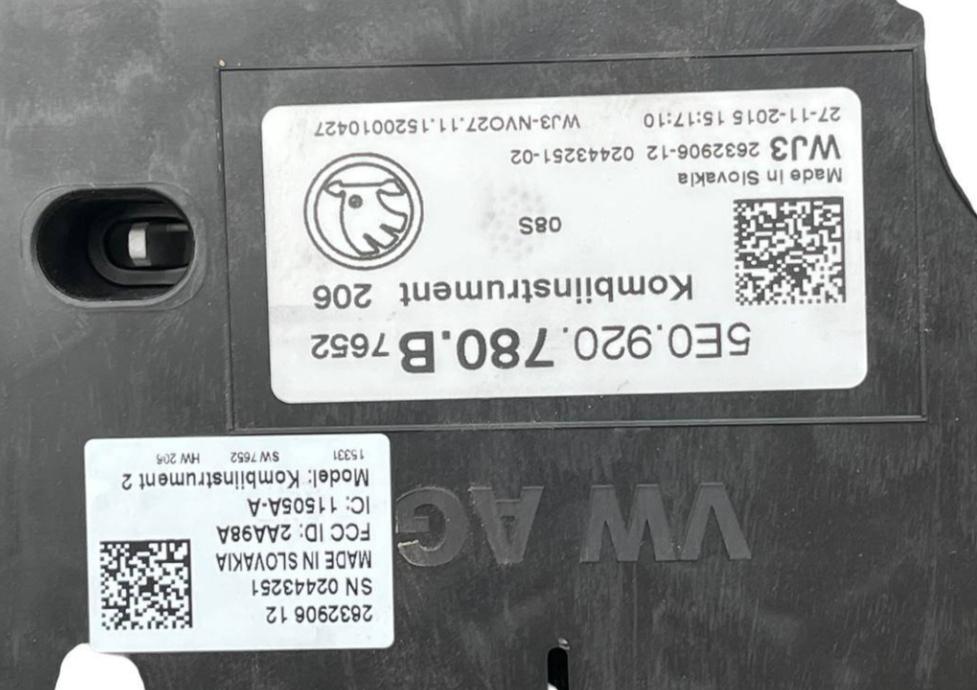 2632906 12
SN 02443251
MADE IN SLOVAKIA
FCC ID: 2AA98A
IC: 11505A-A
Model: Kombiinstrument 2
15331 SW 7652 HW 206
VW AG
5E0.920.780.B 7652
Kombiinstrument 206
08S
Made in Slovakia
WJ3 2632906-12 02443251-02
27-11-2015 15:17:10 WJ3-NVO27.11.1520010427